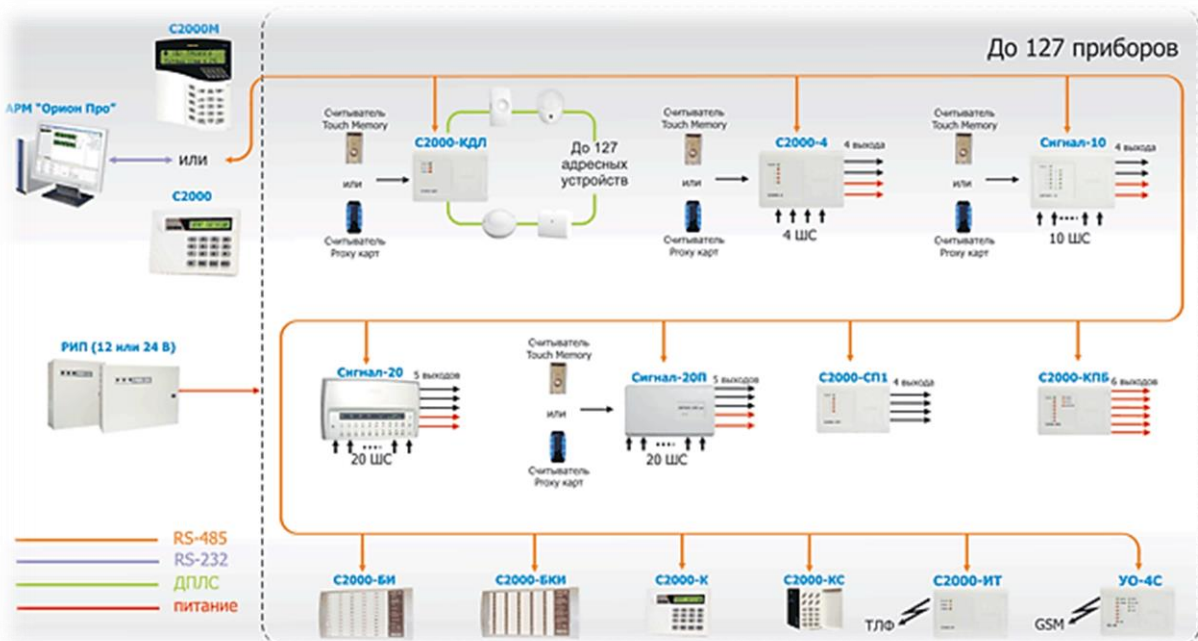 С2000М
До 127 приборов
АРМ "Орион Про"
ИЛИ
С2000
Считыватель
Touch Memory
или
Считыватель
Proxy карт
С2000-КДЛ
До 127
адресных
устройств
Считыватель
Touch Memory
или
Считыватель
Proxy карт
С2000-4
4 выхода
4 ШС
Считыватель
Touch Memory
или
Считыватель
Proxy карт
Сигнал-10
4 выхода
10 ШС
РИП (12 или 24 В)
Сигнал-20
5 выходов
20 ШС
Считыватель
Touch Memory
или
Считыватель
Proxy карт
Сигнал-20П
5 выходов
20 ШС
С2000-СП1
4 выхода
С2000-КПБ
6 выходов
RS-485
RS-232
ДПЛС
питание
С2000-БИ
С2000-БКИ
С2000-К
С2000-КС
С2000-ИТ
ТЛФ
УО-4С
GSM